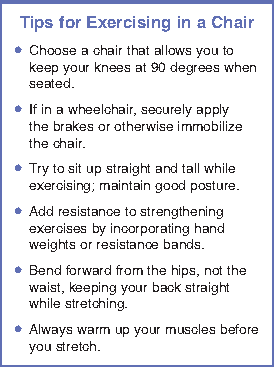 Tips for Exercising in a Chair
• Choose a chair that allows you to
keep your knees at 90 degrees when
seated.
• If in a wheelchair, securely apply
the brakes or otherwise immobilize
the chair.
• Try to sit up straight and tall while
exercising; maintain good posture.
• Add resistance to strengthening
exercises by incorporating hand
weights or resistance bands.
• Bend forward from the hips, not the
waist, keeping your back straight
while stretching.
• Always warm up your muscles before
you stretch.